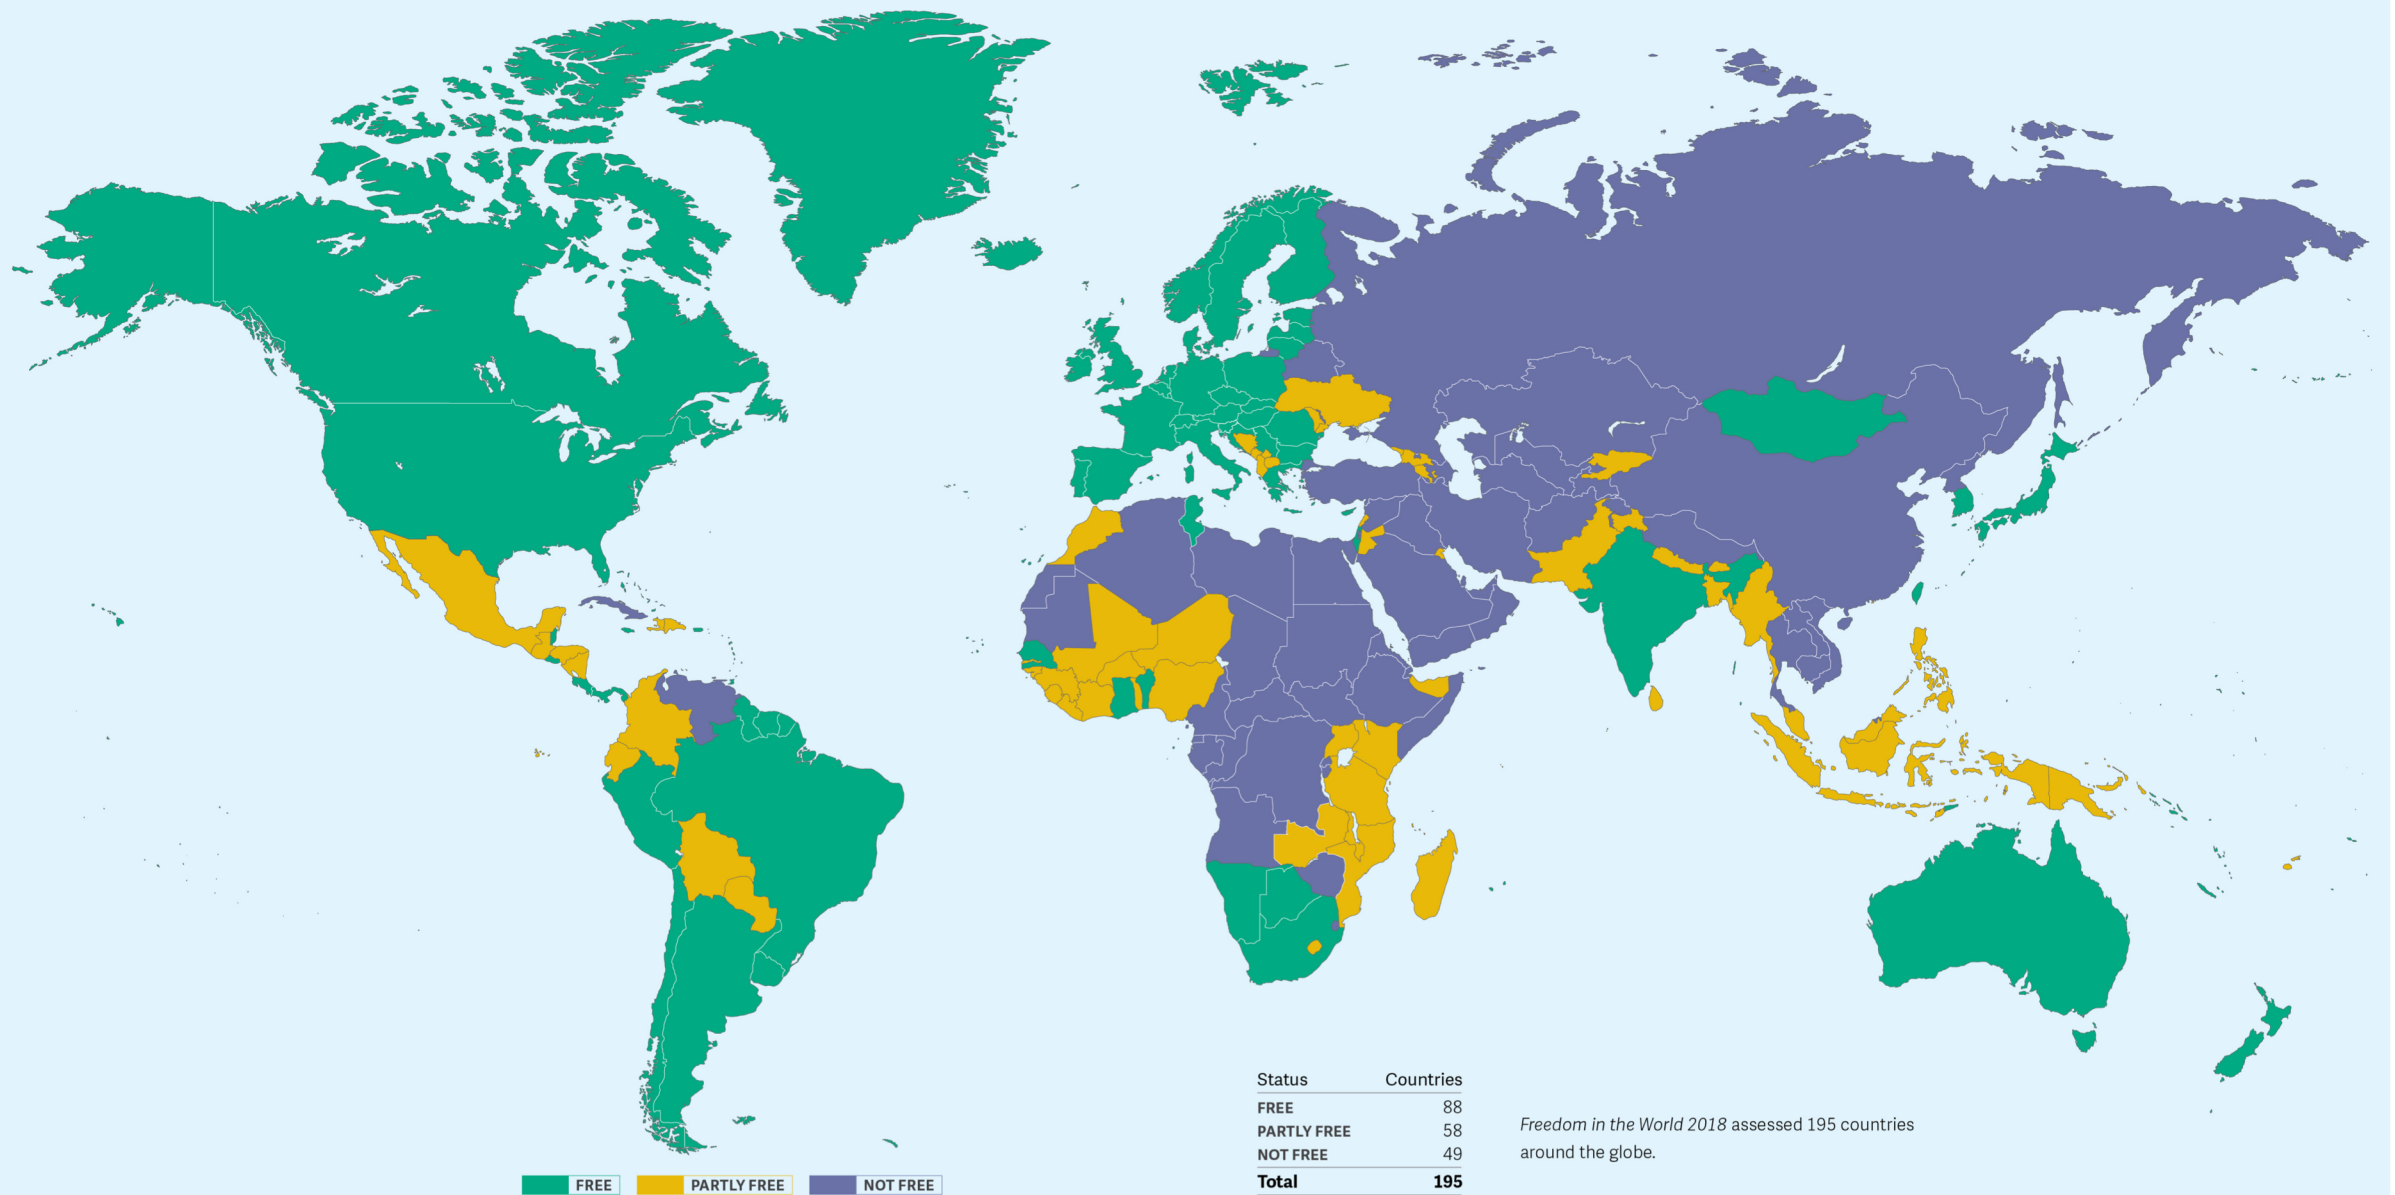 Status Countries
FREE 88
PARTLY FREE 58
NOT FREE 49
Total 195
Freedom in the World 2018 assessed 195 countries
around the globe.
FREE PARTLY FREE NOT FREE